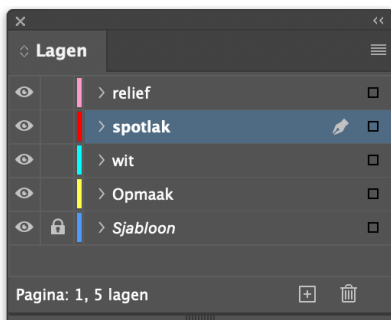 Lagen
relief
spotlak
wit
Opmaak
Sjabloon
Pagina: 1, 5 lagen